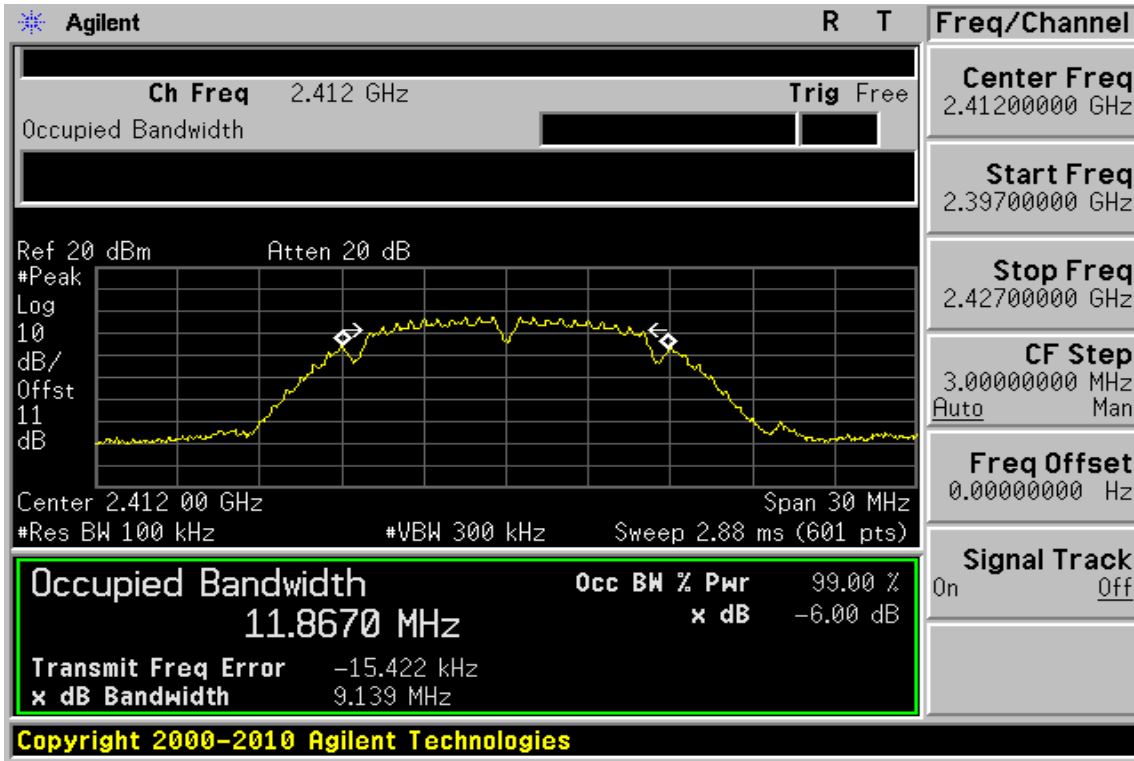 Agilent R T
Freq/Channel
Ch Freq 2.412 GHz Trig Free
Occupied Bandwidth
Center Freq
2.41200000 GHz
Start Freq
2.39700000 GHz
Stop Freq
2.42700000 GHz
CF Step
3.00000000 MHz
Auto Man
Freq Offset
0.00000000 Hz
Signal Track
On Off
Ref 20 dBm Atten 20 dB
#Peak
Log
10
dB/
Offst
11
dB
Center 2.412 00 GHz Span 30 MHz
#Res BW 100 kHz #VBW 300 kHz Sweep 2.88 ms (601 pts)
Occupied Bandwidth
11.8670 MHz
Occ BW % Pwr 99.00 %
x dB -6.00 dB
Transmit Freq Error -15.422 kHz
x dB Bandwidth 9.139 MHz
Copyright 2000-2010 Agilent Technologies